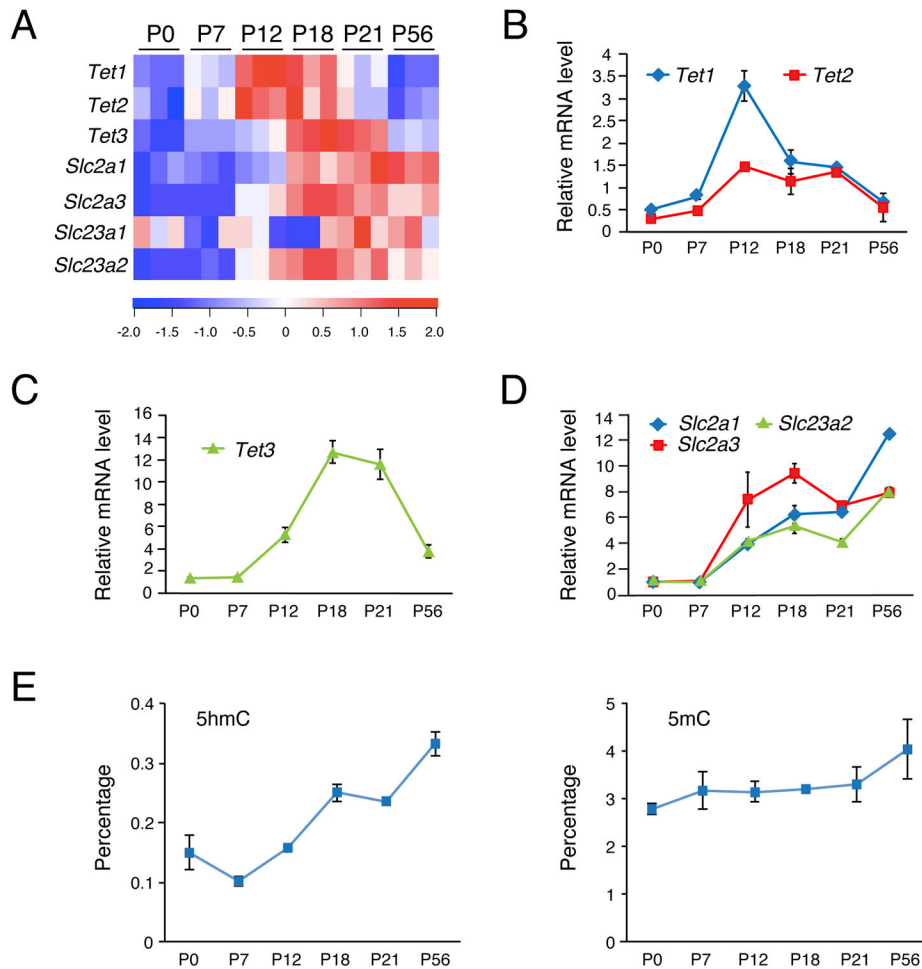 A
P0 P7 P12 P18 P21 P56
Tet1
Tet2
Tet3
Slc2a1
Slc2a3
Slc23a1
Slc23a2
-2.0 -1.5 -1.0 -0.5 0 0.5 1.0 1.5 2.0
B
Relative mRNA level
4
3.5
3
2.5
2
1.5
1
0.5
0
Tet1 Tet2
P0 P7 P12 P18 P21 P56
C
Relative mRNA level
16
14
12
10
8
6
4
2
0
Tet3
P0 P7 P12 P18 P21 P56
D
Relative mRNA level
14
12
10
8
6
4
2
0
Slc2a1 Slc23a2
Slc2a3
P0 P7 P12 P18 P21 P56
E
Percentage
0.4
0.3
0.2
0.1
0
5hmC
P0 P7 P12 P18 P21 P56
Percentage
5
4
3
2
1
0
5mC
P0 P7 P12 P18 P21 P56